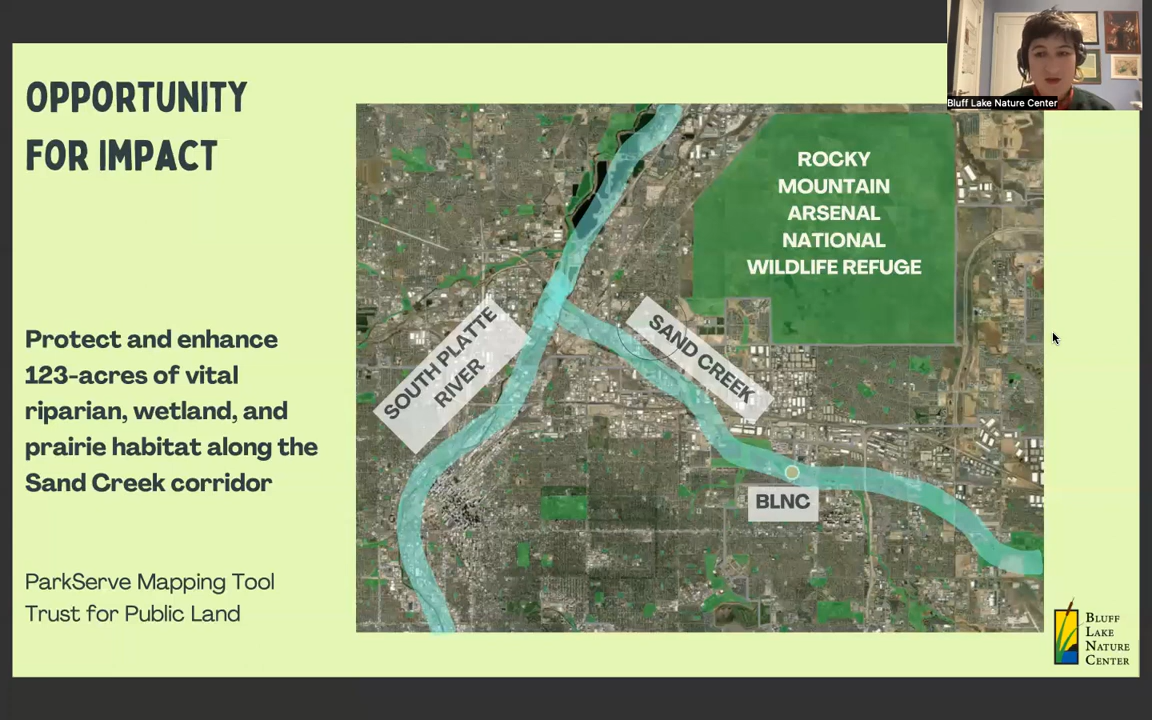 OPPORTUNITY
FOR IMPACT
Bluff Lake Nature Center
ROCKY
MOUNTAIN
ARSENAL
NATIONAL
WILDLIFE REFUGE
SOUTH PLATTE
RIVER
SAND CREEK
BLNC
Protect and enhance
123-acres of vital
riparian, wetland, and
prairie habitat along the
Sand Creek corridor
ParkServe Mapping Tool
Trust for Public Land
BLUFF
LAKE
NATURE
CENTER